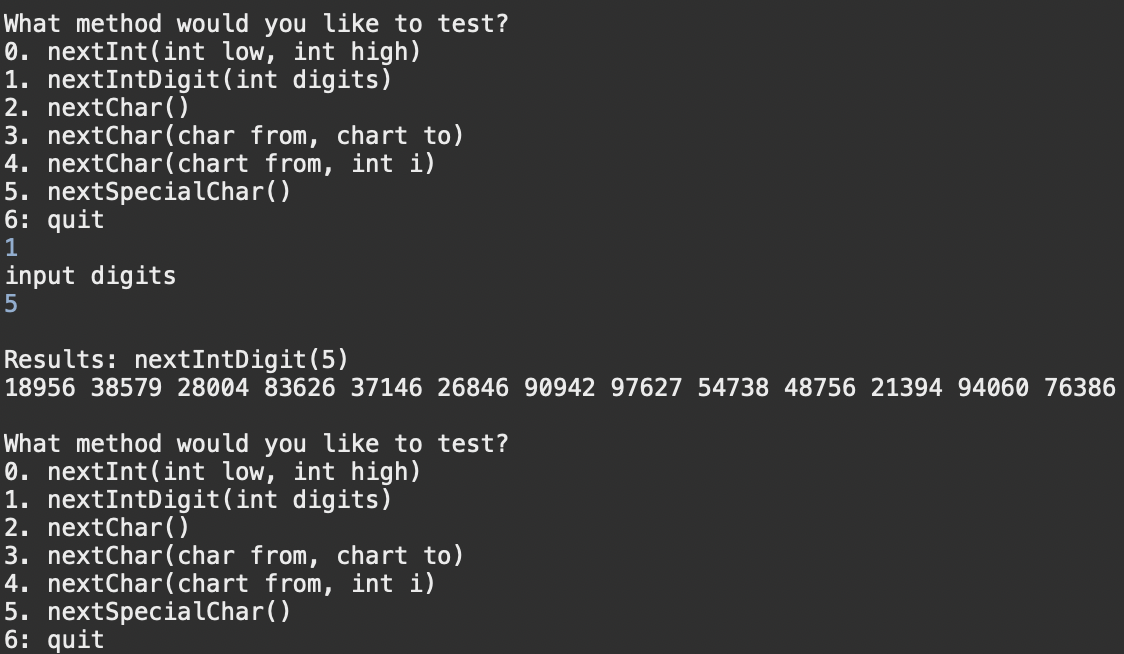 What method would you like to test?
0. nextInt(int low, int high)
1. nextIntDigit(int digits)
2. nextChar()
3. nextChar(char from, chart to)
4. nextChar(chart from, int i)
5. nextSpecialChar()
6: quit
1
input digits
5
Results: nextIntDigit(5)
18956 38579 28004 83626 37146 26846 90942 97627 54738 48756 21394 94060 76386
What method would you like to test?
0. nextInt(int low, int high)
1. nextIntDigit(int digits)
2. nextChar()
3. nextChar(char from, chart to)
4. nextChar(chart from, int i)
5. nextSpecialChar()
6: quit